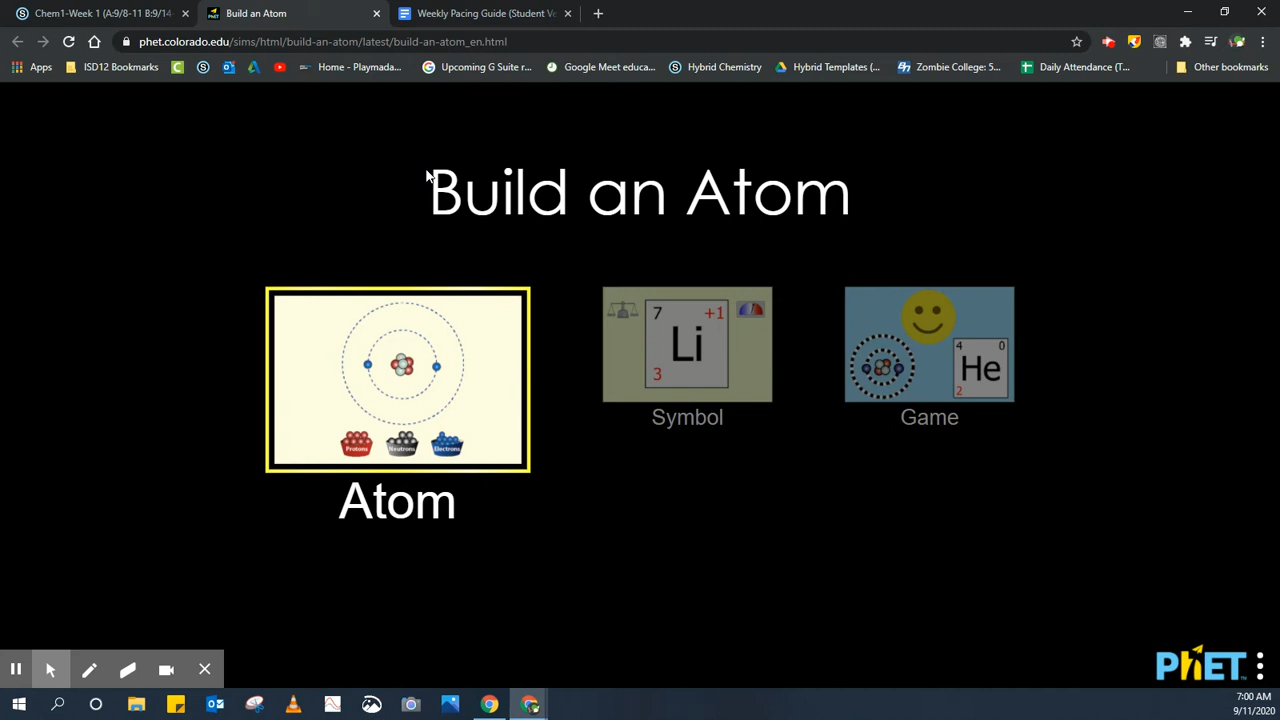 Chem1-Week 1 (A:9/8-11 B:9/14-
Build an Atom
Weekly Pacing Guide (Student Ve
phet.colorado.edu/sims/html/build-an-atom/latest/build-an-atom_en.html
Apps
ISD12 Bookmarks
Home - Playmada...
Upcoming G Suite r...
Google Meet educa...
Hybrid Chemistry
Hybrid Templates (...
Zombie College: 5...
Daily Attendance (T...
Other bookmarks
Build an Atom
Protons
Neutrons
Electrons
Atom
7 +1
Li
3
Symbol
4 0
He
2
Game
PhET
7:00 AM
9/11/2020